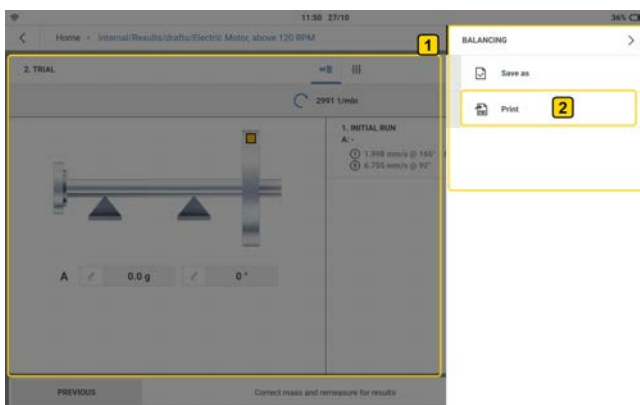 11:50 27/10
36%
Home - Internal/Results/drafts/Electric Motor, above 120 RPM
1
BALANCING
2. TRIAL
Save as
2991 1/min
Print
2
1. INITIAL RUN
A: -
1.998 mm/s @ 166°
6.755 mm/s @ 92°
A
0.0 g
0 °
PREVIOUS
Correct mass and remeasure for results